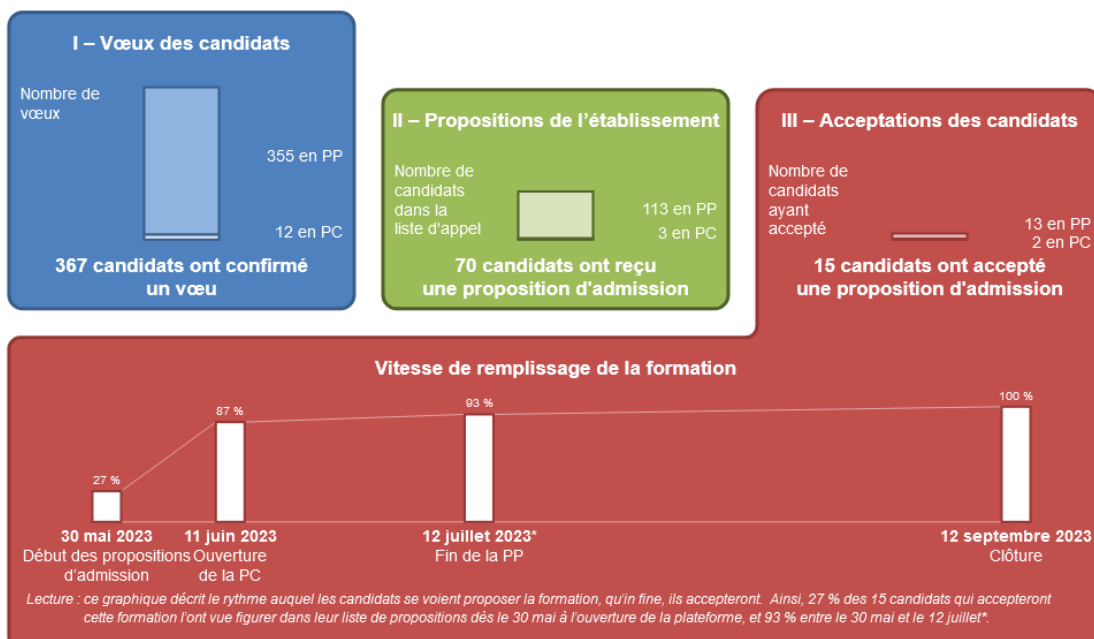 I – Vœux des candidats
Nombre de
vœux
355 en PP
12 en PC
367 candidats ont confirmé
un vœu
II – Propositions de l'établissement
Nombre de
candidats
dans la
liste d'appel
113 en PP
3 en PC
70 candidats ont reçu
une proposition d'admission
III – Acceptations des candidats
Nombre de
candidats
ayant
accepté
13 en PP
2 en PC
15 candidats ont accepté
une proposition d'admission
Vitesse de remplissage de la formation
27 %
87 %
93 %
100 %
30 mai 2023
Début des propositions
d'admission
11 juin 2023
Ouverture
de la PC
12 juillet 2023*
Fin de la PP
12 septembre 2023
Clôture
Lecture : ce graphique décrit le rythme auquel les candidats se voient proposer la formation, qu'in fine, ils accepteront. Ainsi, 27 % des 15 candidats qui accepteront
cette formation l'ont vue figurer dans leur liste de propositions dès le 30 mai à l'ouverture de la plateforme, et 93 % entre le 30 mai et le 12 juillet*.